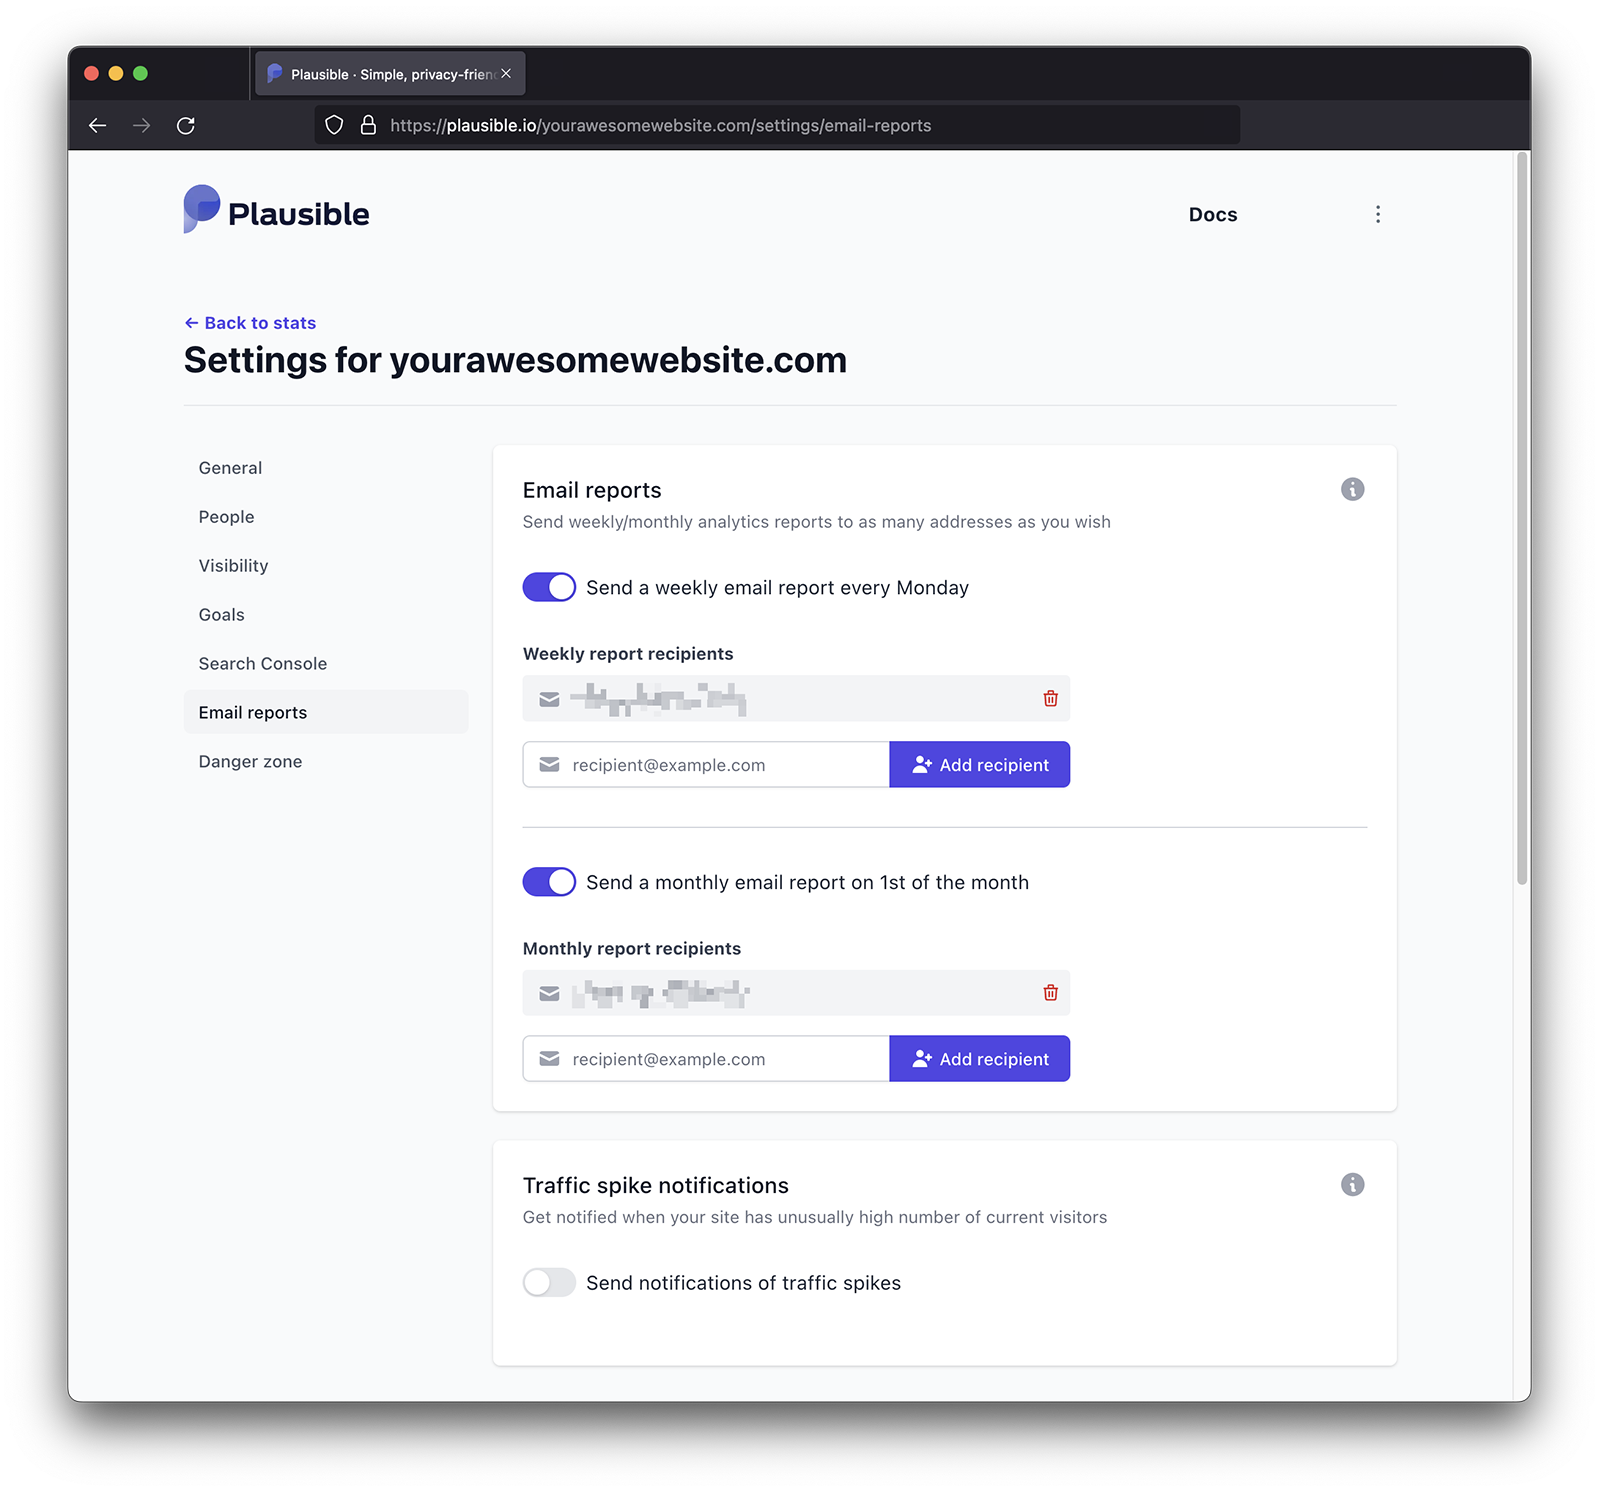 Plausible · Simple, privacy-frien
https://plausible.io/yourawesomewebsite.com/settings/email-reports
Plausible
Docs
← Back to stats
Settings for yourawesomewebsite.com
General
People
Visibility
Goals
Search Console
Email reports
Danger zone
Email reports
Send weekly/monthly analytics reports to as many addresses as you wish
Send a weekly email report every Monday
Weekly report recipients
recipient@example.com
Add recipient
Send a monthly email report on 1st of the month
Monthly report recipients
recipient@example.com
Add recipient
Traffic spike notifications
Get notified when your site has unusually high number of current visitors
Send notifications of traffic spikes